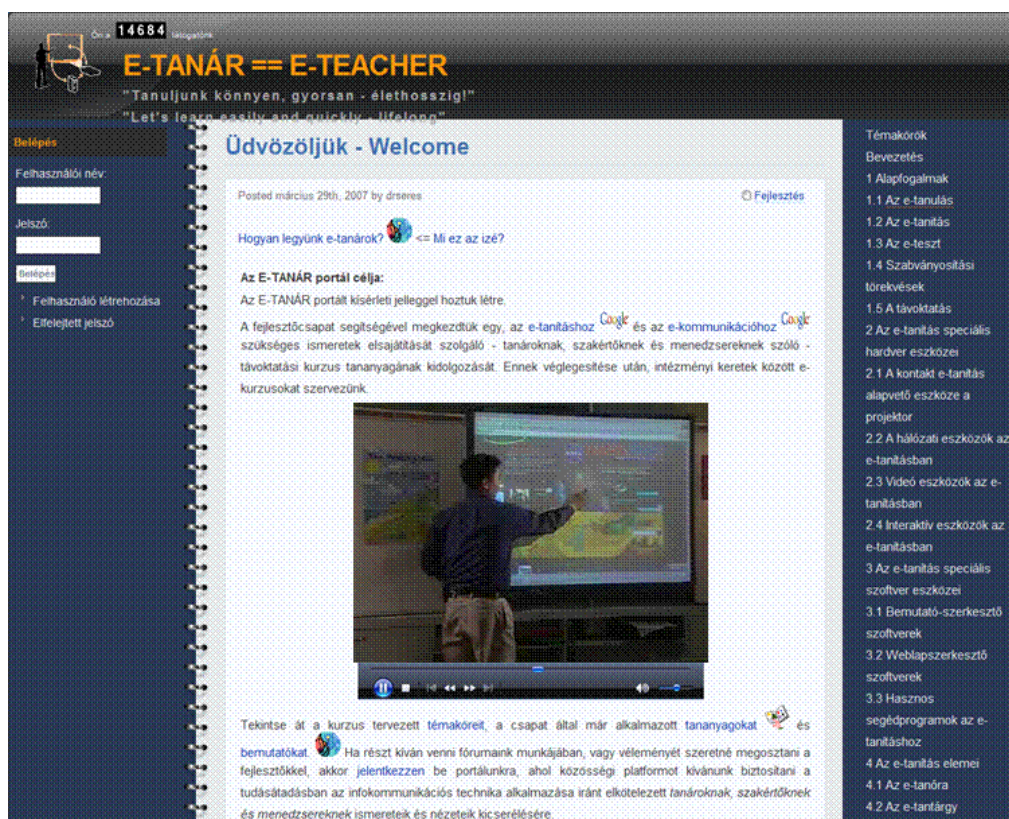 Ön a 14684 látogatónk
E-TANÁR == E-TEACHER
"Tanuljunk könnyen, gyorsan - élethosszig!"
"Let's learn easily and quickly - lifelong"
Belépés
Felhasználói név:
Jelszó:
Belépés
Felhasználó létrehozása
Elfelejtett jelszó
Üdvözöljük - Welcome
Posted március 29th, 2007 by drseres
Fejlesztés
Hogyan legyünk e-tanárok? <= Mi ez az izé?
Az E-TANÁR portál célja:
Az E-TANÁR portált kísérleti jelleggel hoztuk létre.
A fejlesztőcsapat segítségével megkezdtük egy, az e-tanításhoz Google és az e-kommunikációhoz Google
szükséges ismeretek elsajátítását szolgáló - tanároknak, szakértőknek és menedzsereknek szóló -
távoktatási kurzus tananyagának kidolgozását. Ennek véglegesítése után, intézményi keretek között e-
kurzusokat szervezünk.
Tekintse át a kurzus tervezett témaköreit, a csapat által már alkalmazott tananyagokat és
bemutatókat. Ha részt kíván venni fórumaink munkájában, vagy véleményét szeretné megosztani a
fejlesztőkkel, akkor jelentkezzen be portálunkra, ahol közösségi platformot kívánunk biztosítani a
tudásátadásban az infokommunikációs technika alkalmazása iránt elkötelezett tanároknak, szakértőknek
és menedzsereknek ismereteik és nézeteik kicserélésére.
Témakörök
Bevezetés
1 Alapfogalmak
1.1 Az e-tanulás
1.2 Az e-tanítás
1.3 Az e-teszt
1.4 Szabványosítási
törekvések
1.5 A távoktatás
2 Az e-tanítás speciális
hardver eszközei
2.1 A kontakt e-tanítás
alapvető eszköze a
projektor
2.2 A hálózati eszközök az
e-tanításban
2.3 Videó eszközök az e-
tanításban
2.4 Interaktív eszközök az
e-tanításban
3 Az e-tanítás speciális
szoftver eszközei
3.1 Bemutató-szerkesztő
szoftverek
3.2 Weblapszerkesztő
szoftverek
3.3 Hasznos
segédprogramok az e-
tanításhoz
4 Az e-tanítás elemei
4.1 Az e-tanóra
4.2 Az e-tantárgy